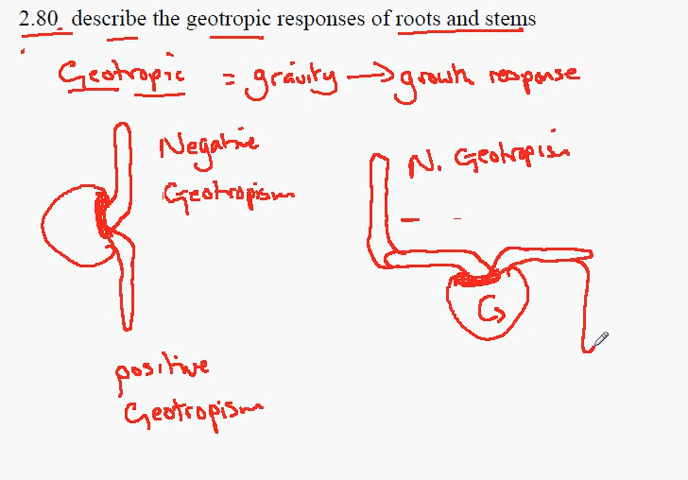 2.80 describe the geotropic responses of roots and stems
Geotropic = gravity → growth response
Negative
Geotropism
N. Geotropism
G
positive
Geotropism